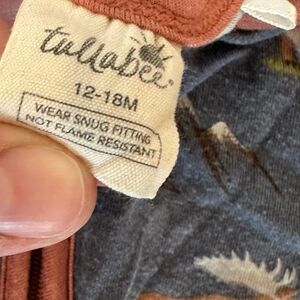 tullabee
12-18M
WEAR SNUG FITTING
NOT FLAME RESISTANT